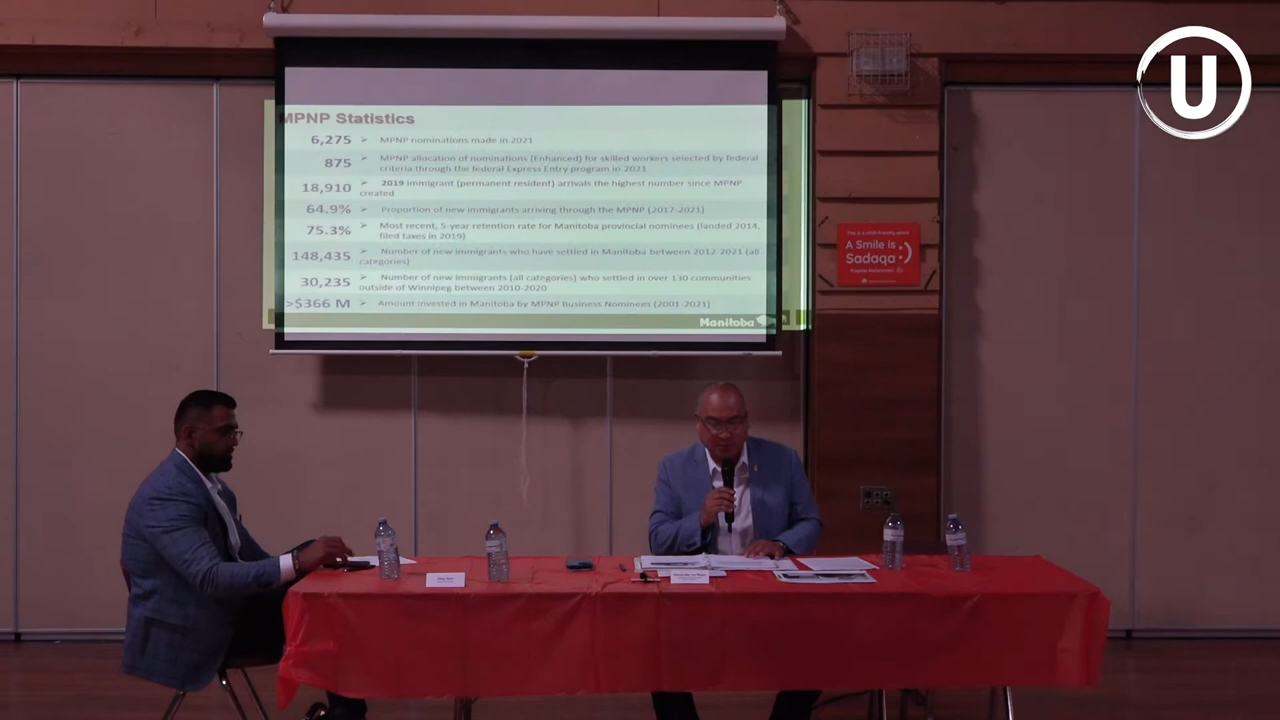 U
MPNP Statistics
6,275 ➢ MPNP nominations made in 2021
875 ➢ MPNP allocation of nominations (Enhanced) for skilled workers selected by federal
criteria through the federal Express Entry program in 2021
18,910 ➢ 2019 immigrant (permanent resident) arrivals the highest number since MPNP
created
64.9% ➢ Proportion of new immigrants arriving through the MPNP (2017-2021)
75.3% ➢ Most recent, 5-year retention rate for Manitoba provincial nominees (landed 2014,
filed taxes in 2019)
148,435 ➢ Number of new immigrants who have settled in Manitoba between 2012-2021 (all
categories)
30,235 ➢ Number of new immigrants (all categories) who settled in over 130 communities
outside of Winnipeg between 2010-2020
>$366 M ➢ Amount invested in Manitoba by MPNP Business Nominees (2001-2021)
Manitoba
A Smile is
Sadaqa :)